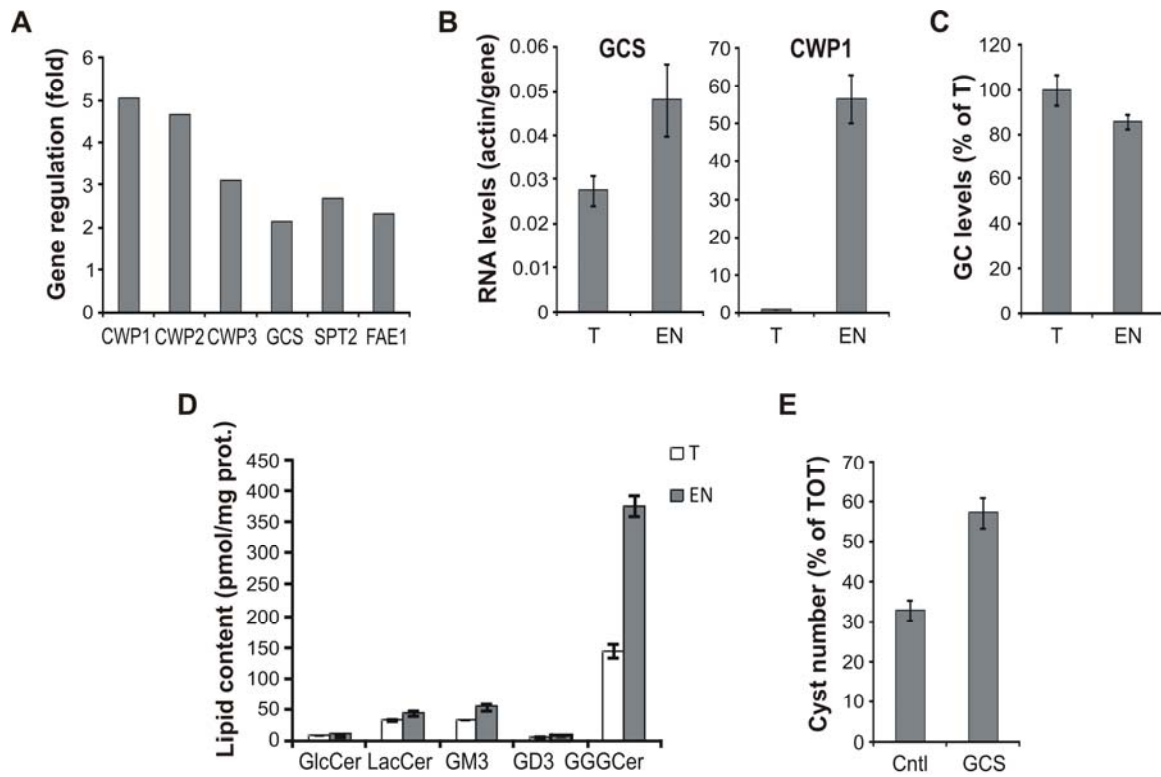 A
Gene regulation (fold)
6
5
4
3
2
1
0
CWP1 CWP2 CWP3 GCS SPT2 FAE1
B
RNA levels (actin/gene)
GCS
0.06
0.05
0.04
0.03
0.02
0.01
0
T EN
CWP1
70
60
50
40
30
20
10
0
T EN
C
GC levels (% of T)
120
100
80
60
40
20
0
T EN
D
Lipid content (pmol/mg prot.)
450
400
350
300
250
200
150
100
50
0
GlcCer LacCer GM3 GD3 GGGCer
T
EN
E
Cyst number (% of TOT)
70
60
50
40
30
20
10
0
Cntl GCS